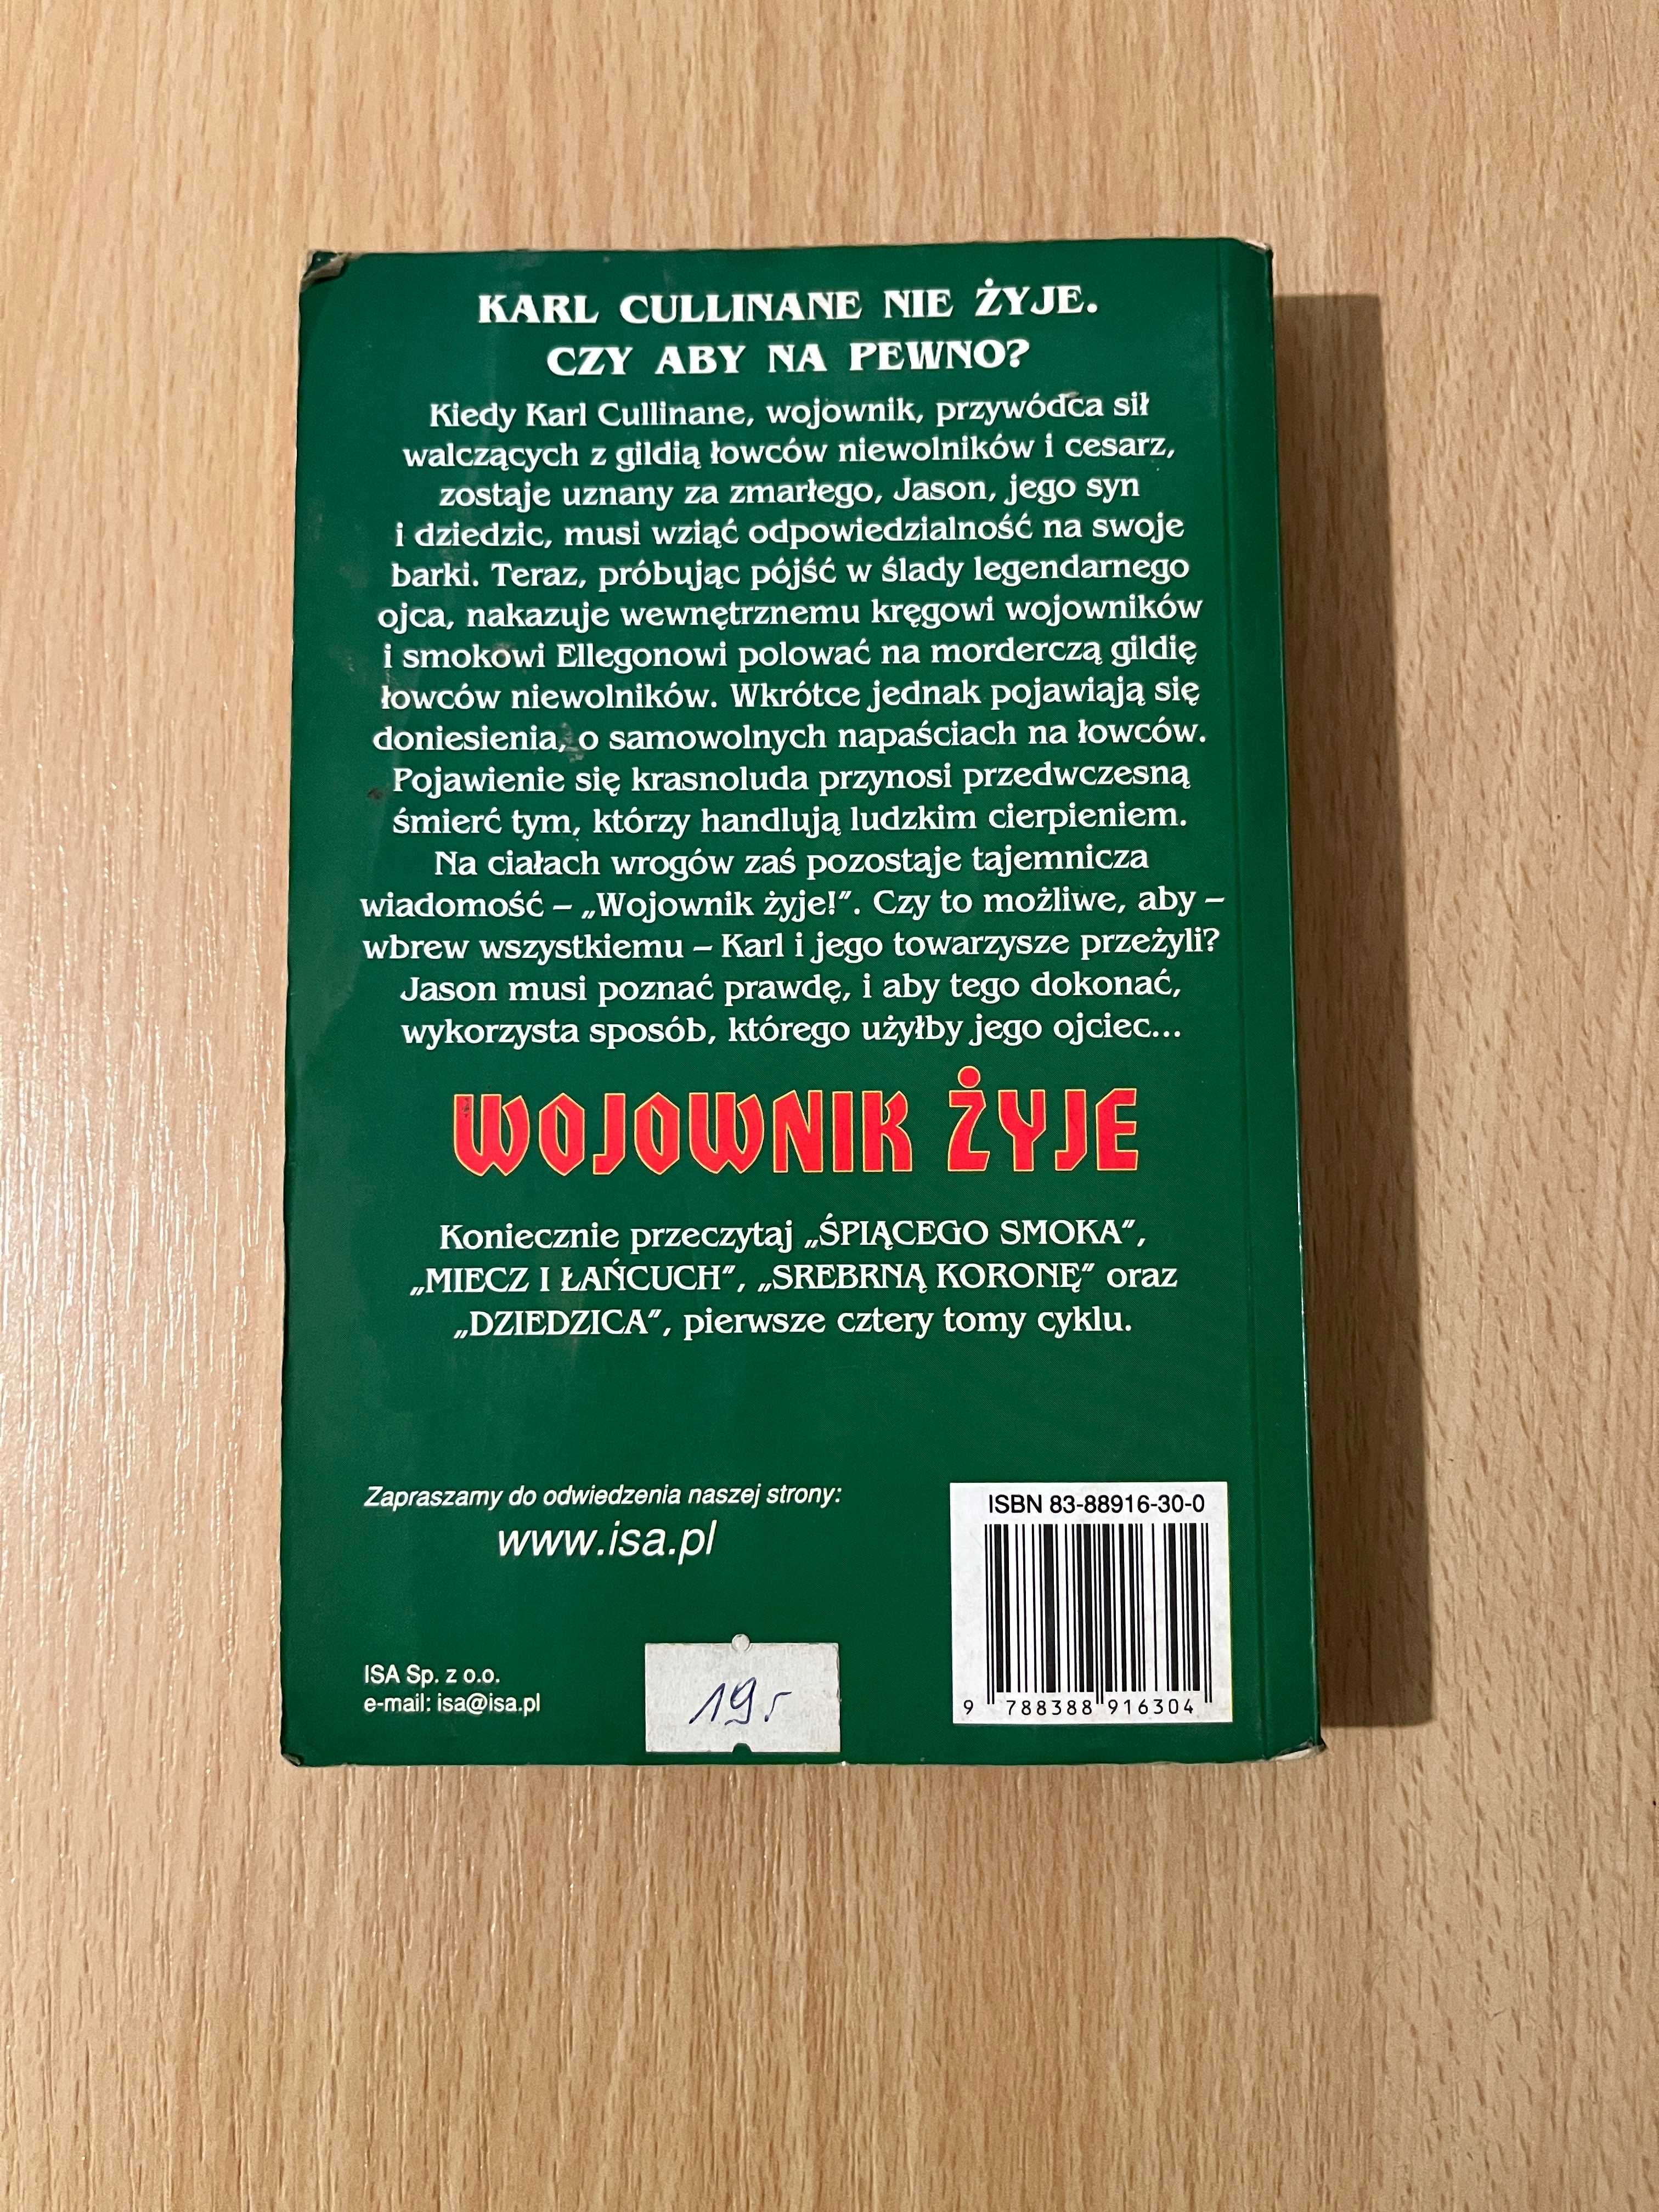 KARL CULLINANE NIE ŻYJE.
CZY ABY NA PEWNO?
Kiedy Karl Cullinane, wojownik, przywódca sił
walczących z gildią łowców niewolników i cesarz,
zostaje uznany za zmarłego, Jason, jego syn
i dziedzic, musi wziąć odpowiedzialność na swoje
barki. Teraz, próbując pójść w ślady legendarnego
ojca, nakazuje wewnętrznemu kręgowi wojowników
i smokowi Ellegonowi polować na morderczą gildię
łowców niewolników. Wkrótce jednak pojawiają się
doniesienia, o samowolnych napaściach na łowców.
Pojawienie się krasnoluda przynosi przedwczesną
śmierć tym, którzy handlują ludzkim cierpieniem.
Na ciałach wrogów zaś pozostaje tajemnicza
wiadomość – „Wojownik żyje!”. Czy to możliwe, aby –
wbrew wszystkiemu – Karl i jego towarzysze przeżyli?
Jason musi poznać prawdę, i aby tego dokonać,
wykorzysta sposób, którego użyłby jego ojciec...
WOJOWNIK ŻYJE
Koniecznie przeczytaj „ŚPIĄCEGO SMOKA”,
„MIECZ I ŁAŃCUCH”, „SREBRNĄ KORONĘ” oraz
„DZIEDZICA”, pierwsze cztery tomy cyklu.
Zapraszamy do odwiedzenia naszej strony:
www.isa.pl
ISA Sp. z o.o.
e-mail: isa@isa.pl
19,-
ISBN 83-88916-30-0
9 788388 916304